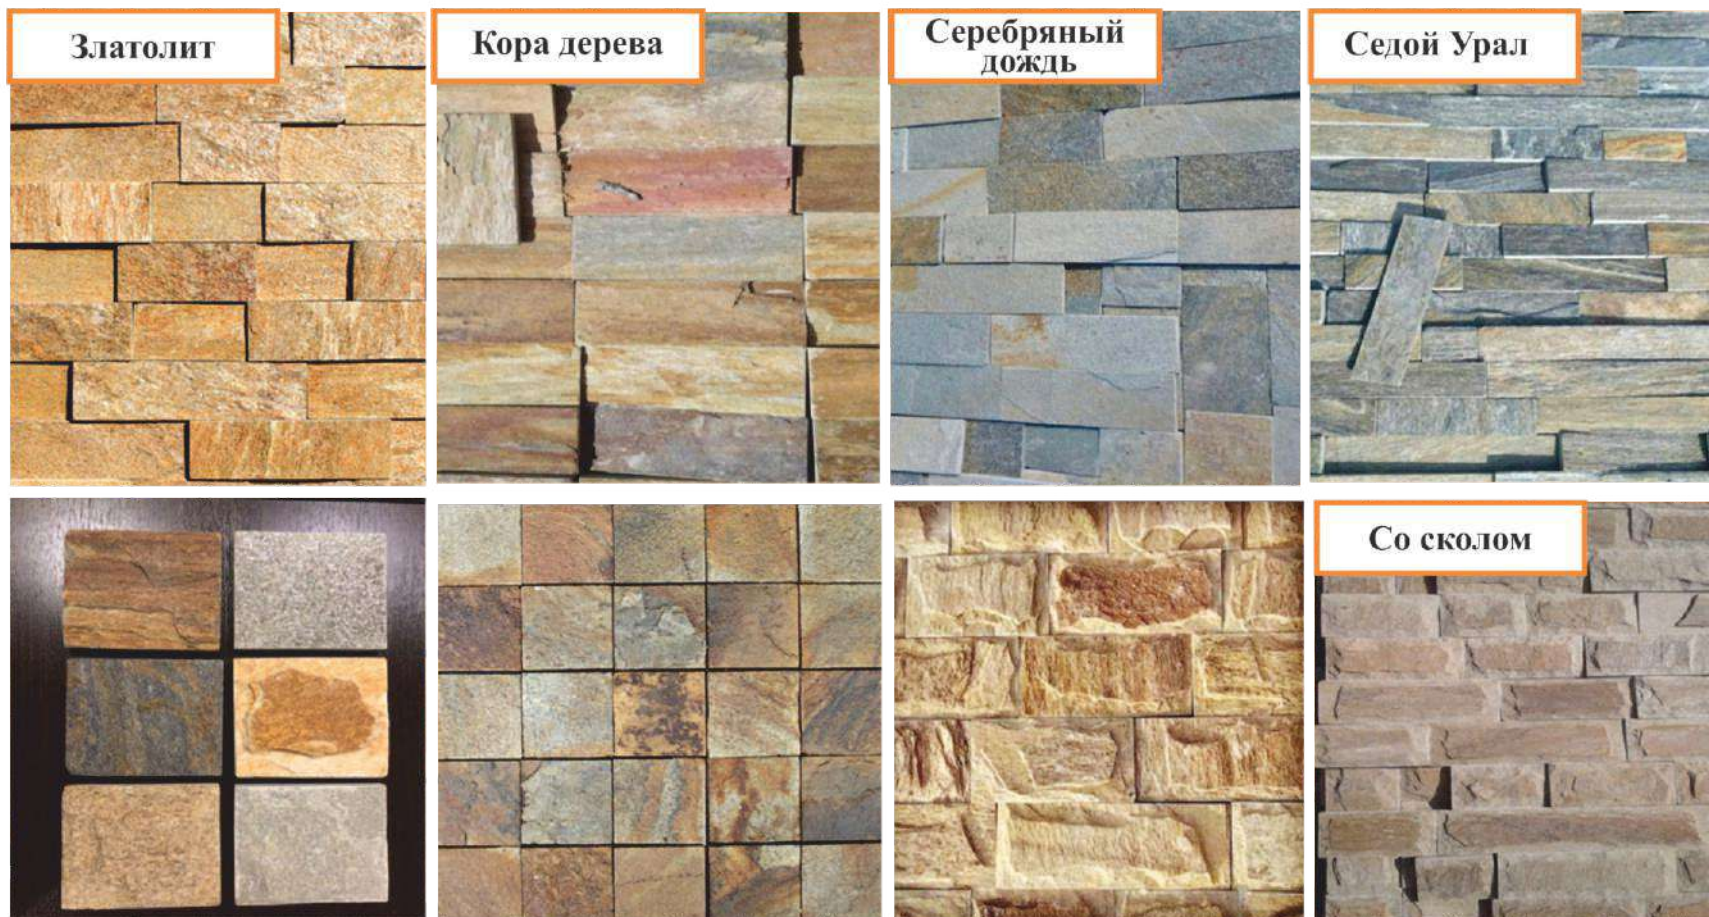 Златолит
Кора дерева
Серебряный
дождь
Седой Урал
Со сколом